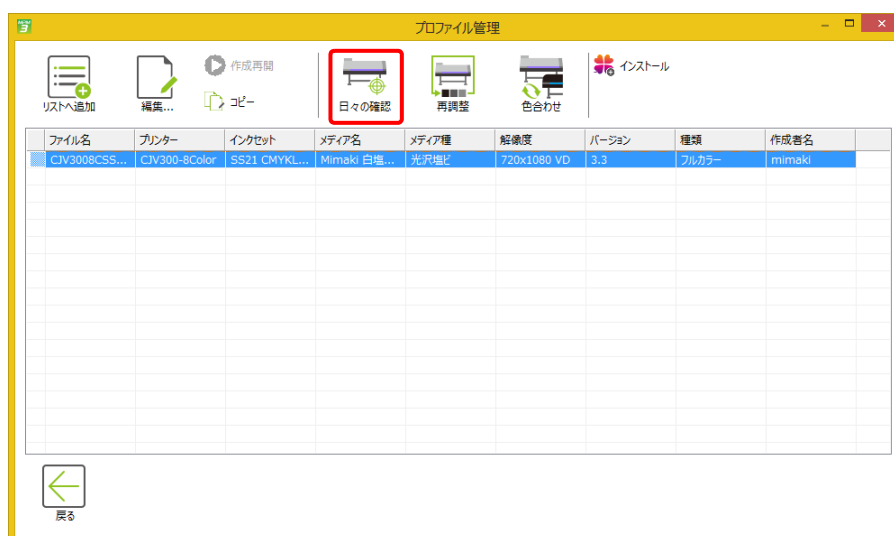 プロファイル管理
リストへ追加
編集...
作成再開
コピー
日々の確認
再調整
色合わせ
インストール
ファイル名 プリンター インクセット メディア名 メディア種 解像度 バージョン 種類 作成者名
CJV3008CSS... CJV300-8Color SS21 CMYKL... Mimaki 白塩... 光沢塩ビ 720x1080 VD 3.3 フルカラー mimaki
戻る